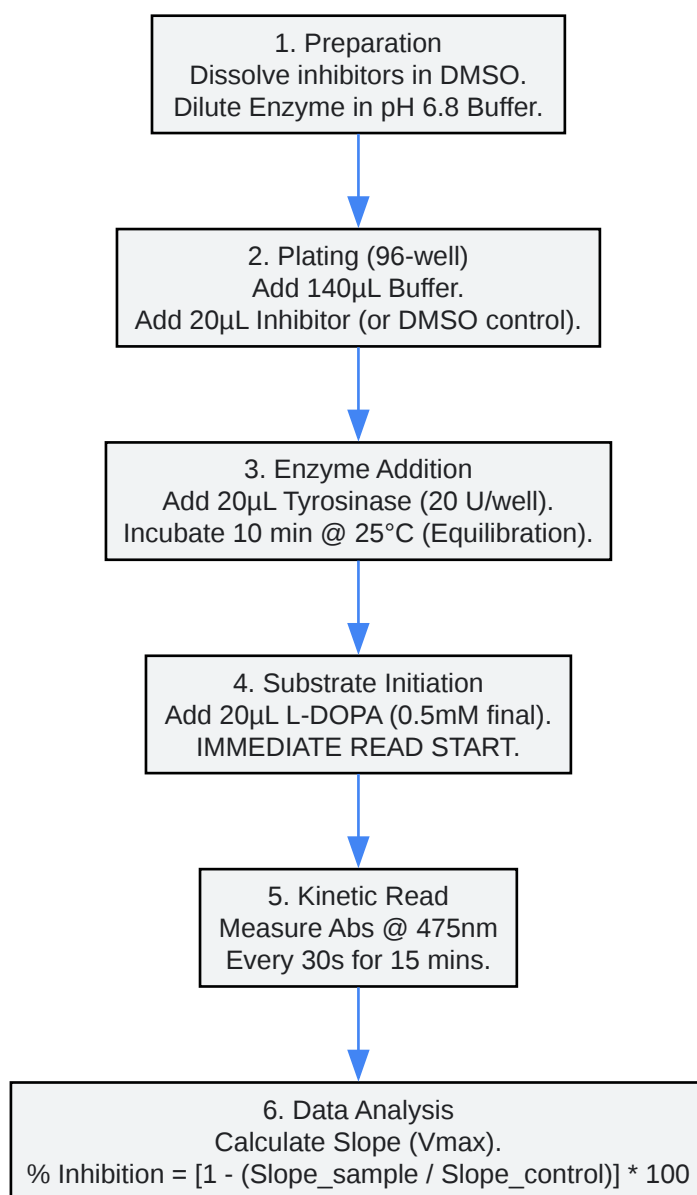 1. Preparation
Dissolve inhibitors in DMSO.
Dilute Enzyme in pH 6.8 Buffer.
2. Plating (96-well)
Add 140µL Buffer.
Add 20µL Inhibitor (or DMSO control).
3. Enzyme Addition
Add 20µL Tyrosinase (20 U/well).
Incubate 10 min @ 25°C (Equilibration).
4. Substrate Initiation
Add 20µL L-DOPA (0.5mM final).
IMMEDIATE READ START.
5. Kinetic Read
Measure Abs @ 475nm
Every 30s for 15 mins.
6. Data Analysis
Calculate Slope (Vmax).
% Inhibition = [1 - (Slope_sample / Slope_control)] * 100